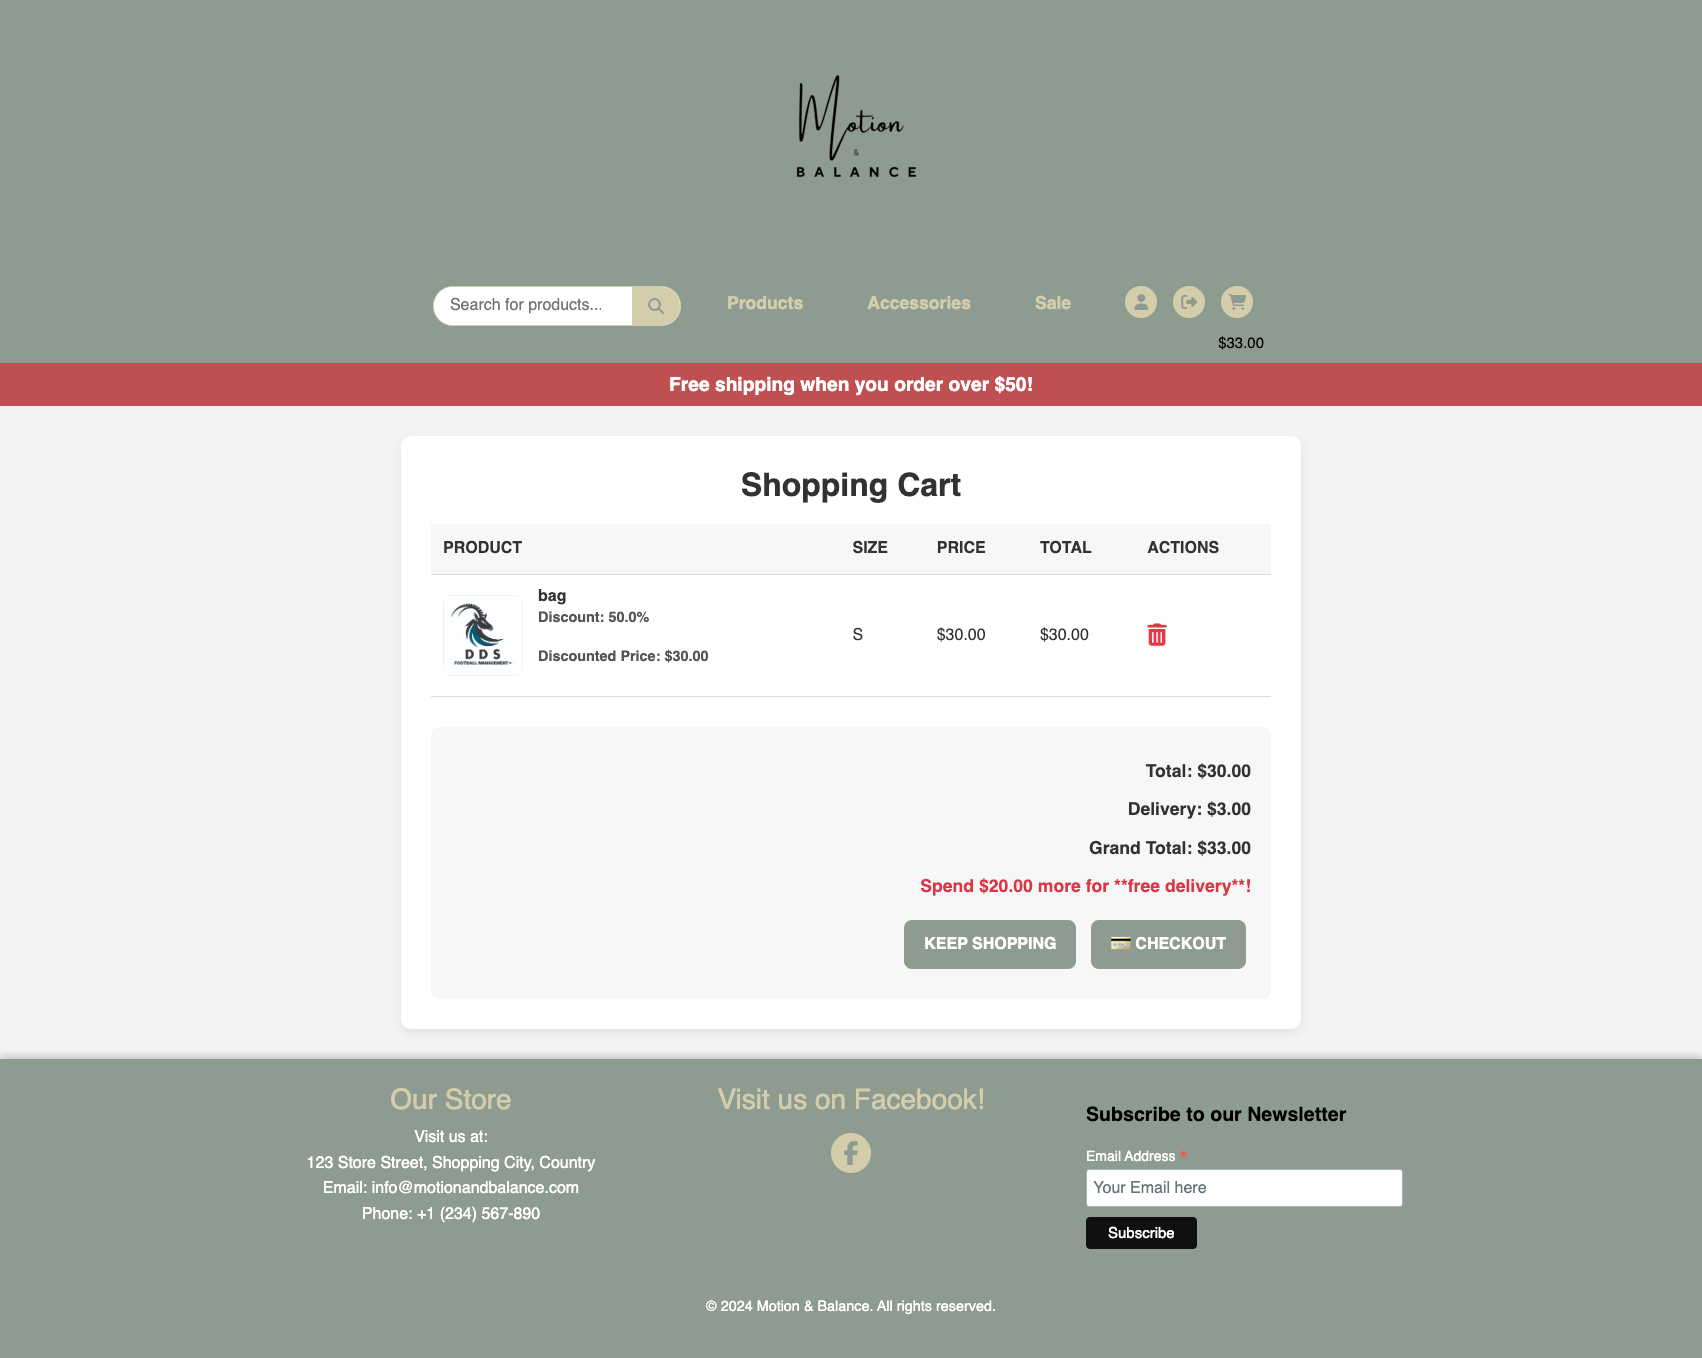 Motion
&
BALANCE
Search for products...
Products
Accessories
Sale
$33.00
Free shipping when you order over $50!
Shopping Cart
PRODUCT SIZE PRICE TOTAL ACTIONS
bag
Discount: 50.0%
DDS
FOOTBALL MANAGEMENT
S $30.00 $30.00
Discounted Price: $30.00
Total: $30.00
Delivery: $3.00
Grand Total: $33.00
Spend $20.00 more for **free delivery**!
KEEP SHOPPING
CHECKOUT
Our Store
Visit us at:
123 Store Street, Shopping City, Country
Email: info@motionandbalance.com
Phone: +1 (234) 567-890
Visit us on Facebook!
Subscribe to our Newsletter
Email Address *
Your Email here
Subscribe
© 2024 Motion & Balance. All rights reserved.